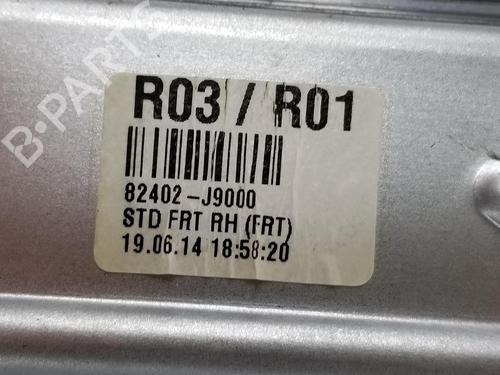 B-PARTS
R03 / R01
82402-J9000
STD FRT RH (FRT)
19.06.14 18:58:20